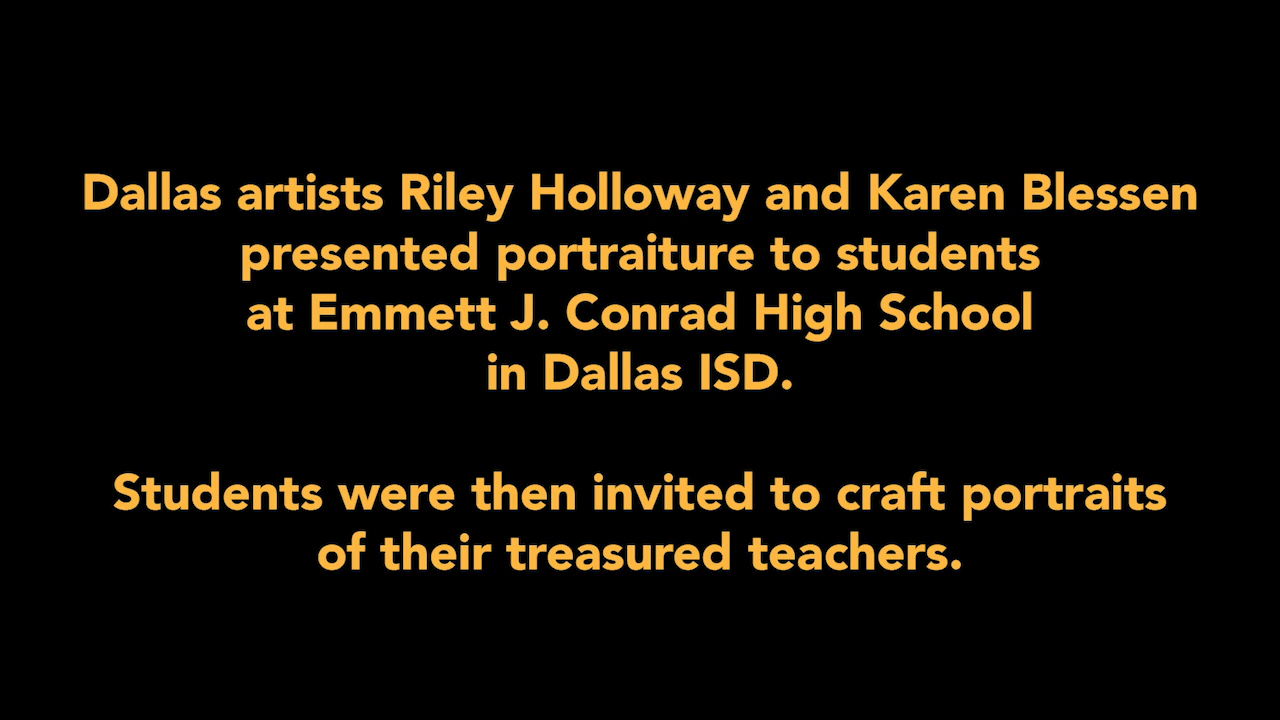 Dallas artists Riley Holloway and Karen Blessen
presented portraiture to students
at Emmett J. Conrad High School
in Dallas ISD.
Students were then invited to craft portraits
of their treasured teachers.